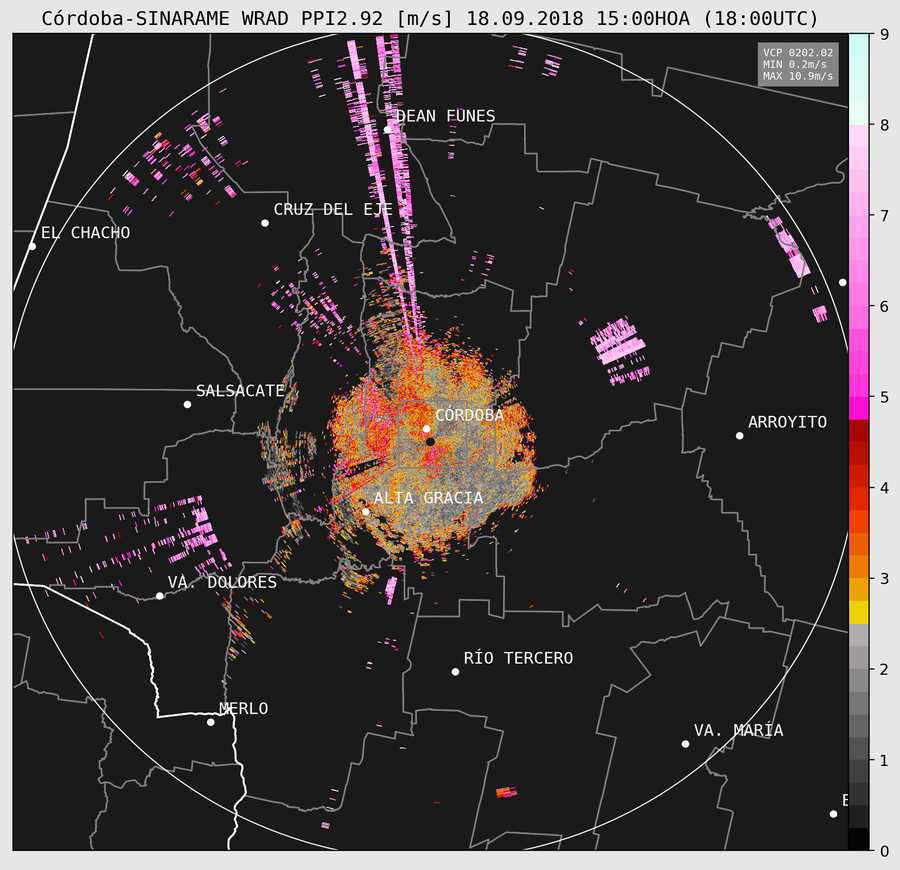 Córdoba-SINARAME WRAD PPI2.92 [m/s] 18.09.2018 15:00HOA (18:00UTC)
VCP 0202.02
MIN 0.2m/s
MAX 10.9m/s
9
8
7
6
5
4
3
2
1
0
DEAN FUNES
CRUZ DEL EJE
EL CHACHO
SALSACATE
CÓRDOBA
ARROYITO
ALTA GRACIA
VA. DOLORES
RÍO TERCERO
MERLO
VA. MARÍA